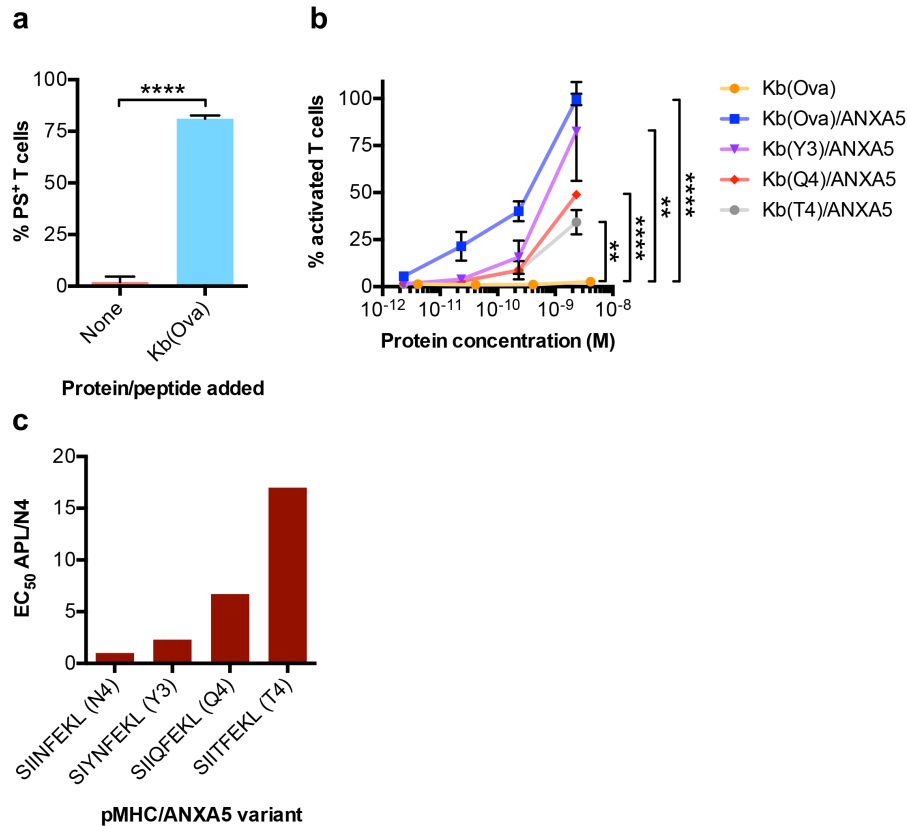 a
100
75
50
25
0
% PS+ T cells
****
None
Kb(Ova)
Protein/peptide added
b
100
75
50
25
0
% activated T cells
10−12
10−11
10−10
10−9
10−8
Protein concentration (M)
Kb(Ova)
Kb(Ova)/ANXA5
Kb(Y3)/ANXA5
Kb(Q4)/ANXA5
Kb(T4)/ANXA5
**
****
**
****
c
20
15
10
5
0
EC50 APL/N4
SIINFEKL (N4)
SIYNFEKL (Y3)
SIIQFEKL (Q4)
SIITFEKL (T4)
pMHC/ANXA5 variant